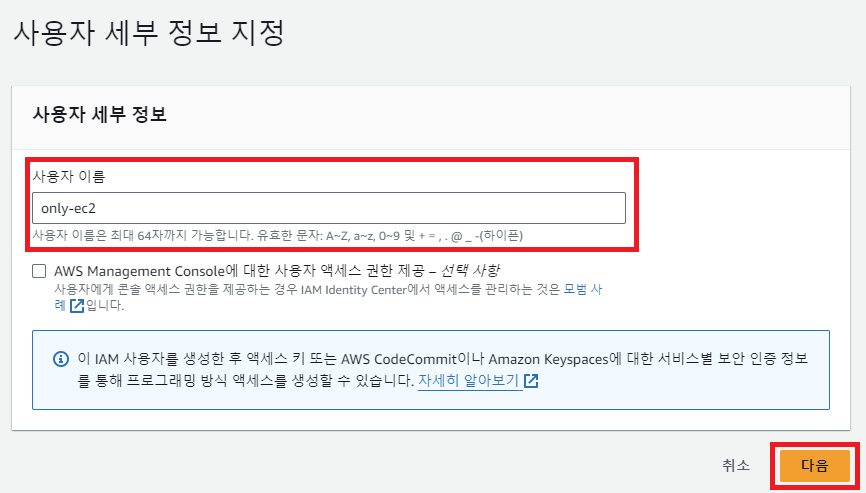 사용자 세부 정보 지정
사용자 세부 정보
사용자 이름
only-ec2
사용자 이름은 최대 64자까지 가능합니다. 유효한 문자: A~Z, a~z, 0~9 및 + = , . @ _ -(하이픈)
AWS Management Console에 대한 사용자 액세스 권한 제공 – 선택 사항
사용자에게 콘솔 액세스 권한을 제공하는 경우 IAM Identity Center에서 액세스를 관리하는 것은 모범 사
례 입니다.
이 IAM 사용자를 생성한 후 액세스 키 또는 AWS CodeCommit이나 Amazon Keyspaces에 대한 서비스별 보안 인증 정보
를 통해 프로그래밍 방식 액세스를 생성할 수 있습니다. 자세히 알아보기
취소 다음